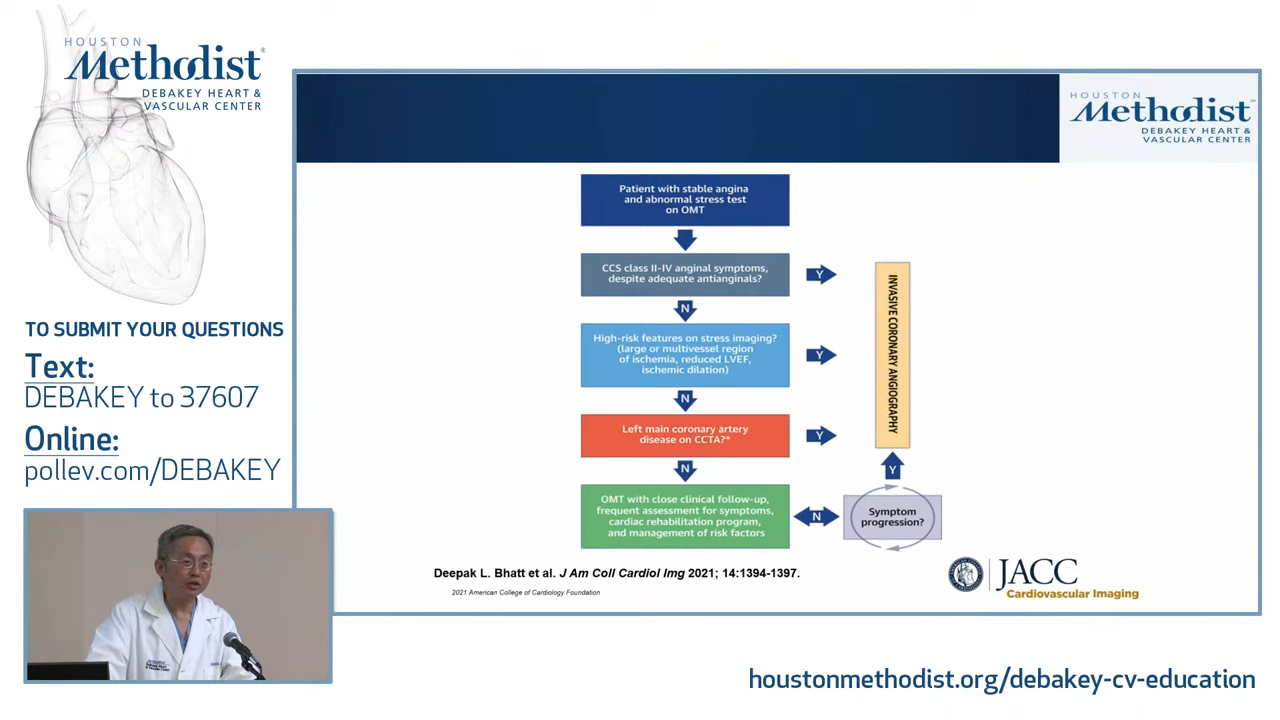 HOUSTON
Methodist®
DEBAKEY HEART &
VASCULAR CENTER
TO SUBMIT YOUR QUESTIONS
Text:
DEBAKEY to 37607
Online:
pollev.com/DEBAKEY
HOUSTON
Methodist
DEBAKEY HEART &
VASCULAR CENTER
Patient with stable angina
and abnormal stress test
on OMT
CCS class II-IV anginal symptoms,
despite adequate antianginals?
Y
N
High-risk features on stress imaging?
(large or multivessel region
of ischemia, reduced LVEF,
ischemic dilation)
Y
N
Left main coronary artery
disease on CCTA?*
Y
N
OMT with close clinical follow-up,
frequent assessment for symptoms,
cardiac rehabilitation program,
and management of risk factors
N
Symptom
progression?
Y
INVASIVE CORONARY ANGIOGRAPHY
Deepak L. Bhatt et al. J Am Coll Cardiol Img 2021; 14:1394-1397.
2021 American College of Cardiology Foundation
JACC
Cardiovascular Imaging
houstonmethodist.org/debakey-cv-education